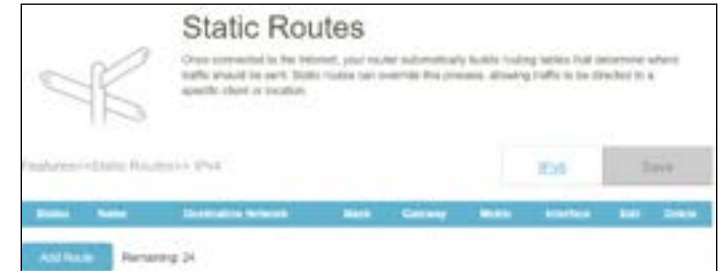 Static Routes
Once connected to the Internet, your router automatically builds routing tables that determine where
traffic should be sent. Static routes can override this process, allowing traffic to be directed to a
specific client or location.
Features>>Static Routes>> IPv4
IPv6
Save
Status Name Destination Network Mask Gateway Metric Interface Edit Delete
Add Route Remaining: 24